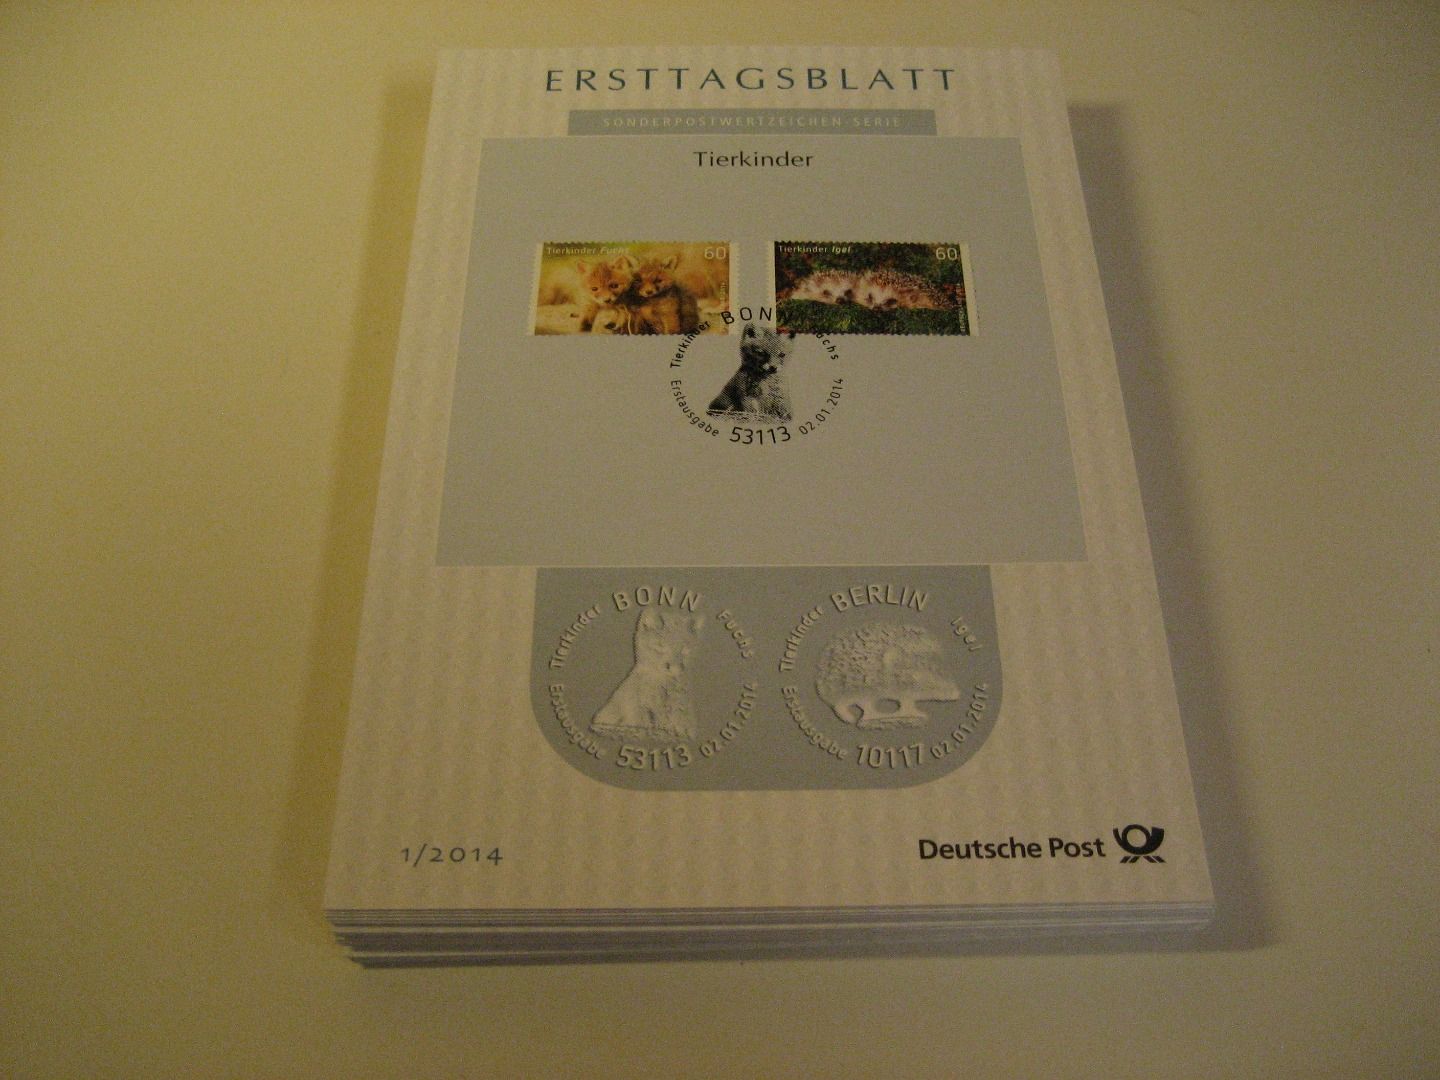 ERSTTAGSBLATT
SONDERPOSTWERTZEICHEN-SERIE
Tierkinder
Tierkinder Fuchs 60
Tierkinder Igel 60
BONN
Tierkinder Fuchs
Erstausgabe 53113 02.01.2014
BONN
Tierkinder Fuchs
Erstausgabe 53113 02.01.2014
BERLIN
Tierkinder Igel
Erstausgabe 10117 02.01.2014
1/2014
Deutsche Post